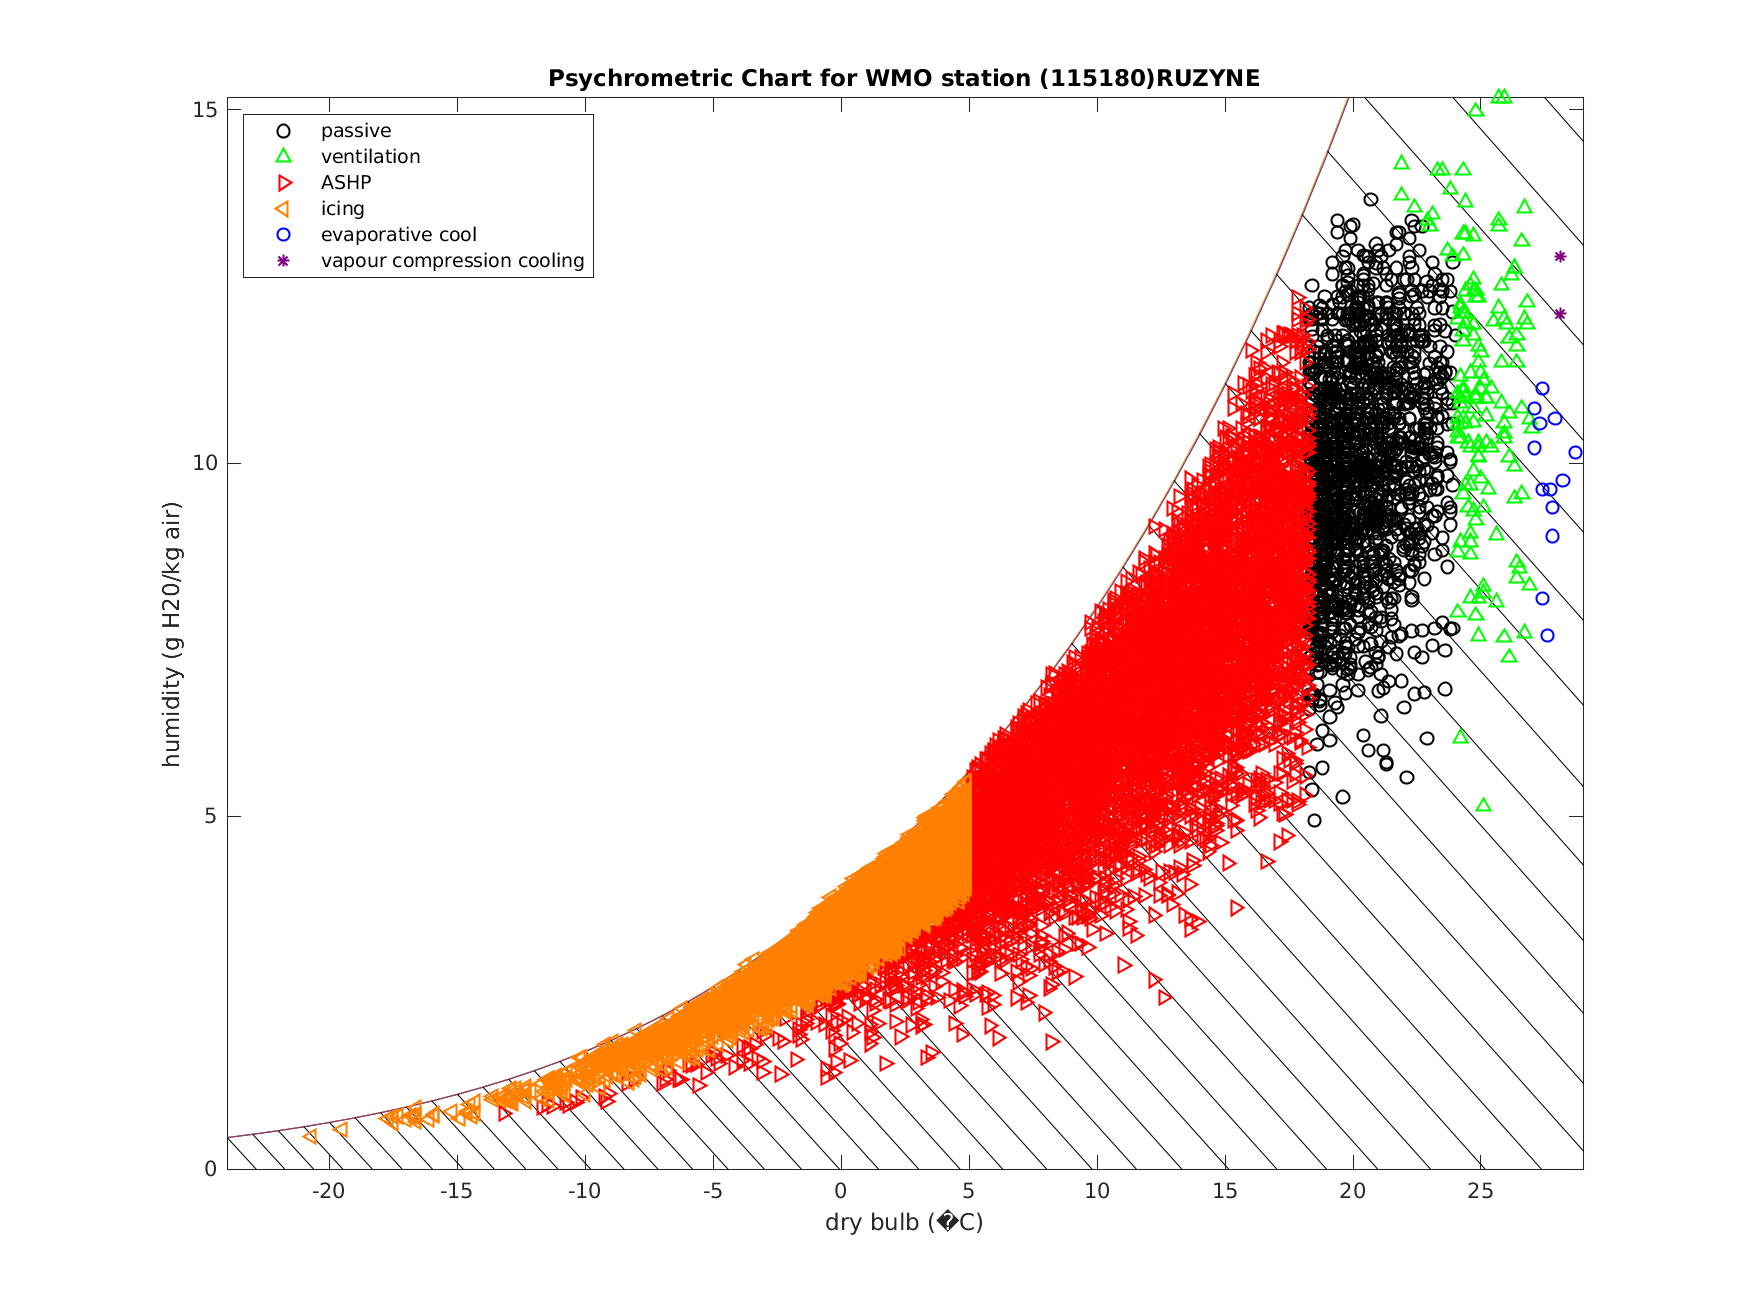 Psychrometric Chart for WMO station (115180)RUZYNE
15
passive
ventilation
ASHP
icing
evaporative cool
vapour compression cooling
10
humidity (g H20/kg air)
5
0
-20 -15 -10 -5 0 5 10 15 20 25
dry bulb (�C)